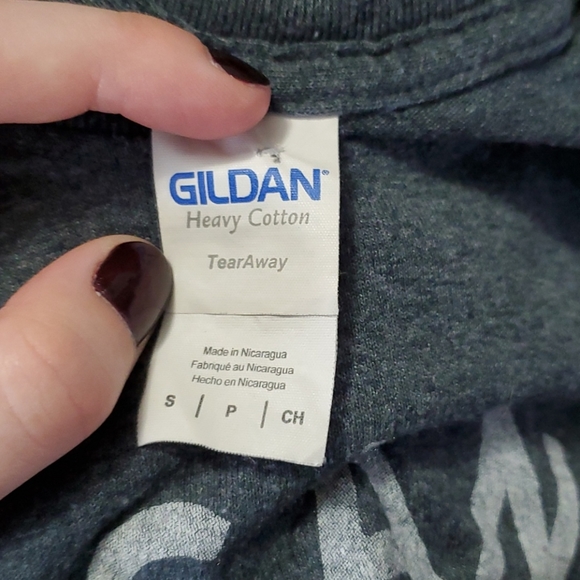 GILDAN®
Heavy Cotton
TearAway
Made in Nicaragua
Fabriqué au Nicaragua
Hecho en Nicaragua
S / P / CH